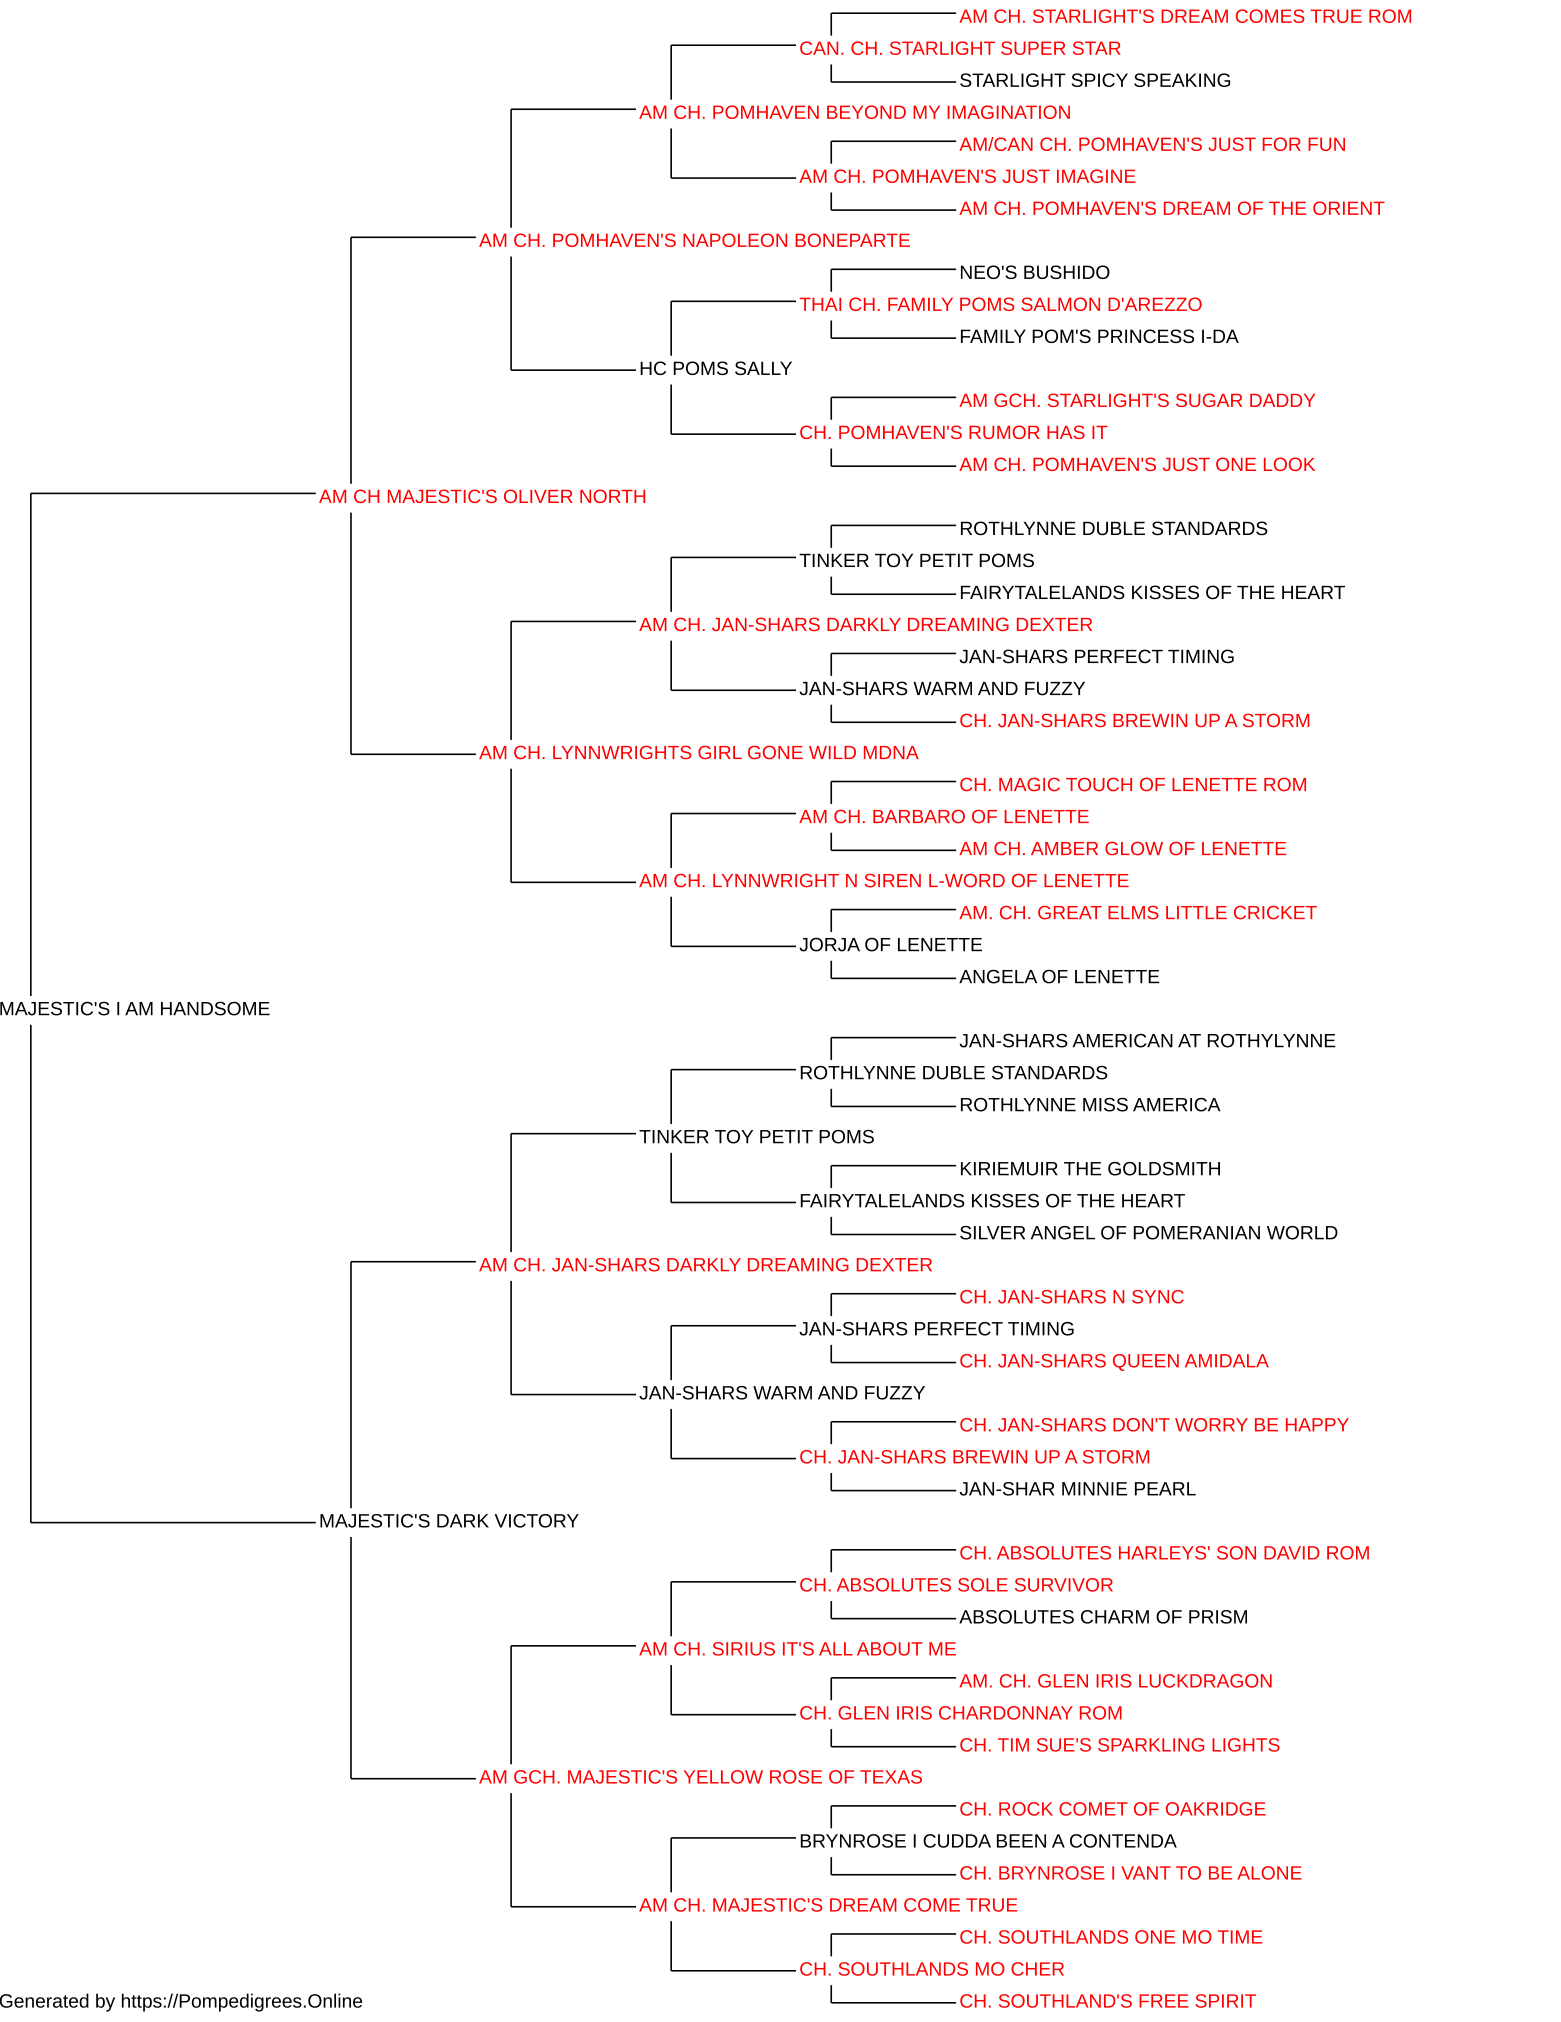 AM CH. STARLIGHT'S DREAM COMES TRUE ROM
CAN. CH. STARLIGHT SUPER STAR
STARLIGHT SPICY SPEAKING
AM CH. POMHAVEN BEYOND MY IMAGINATION
AM/CAN CH. POMHAVEN'S JUST FOR FUN
AM CH. POMHAVEN'S JUST IMAGINE
AM CH. POMHAVEN'S DREAM OF THE ORIENT
AM CH. POMHAVEN'S NAPOLEON BONEPARTE
NEO'S BUSHIDO
THAI CH. FAMILY POMS SALMON D'AREZZO
FAMILY POM'S PRINCESS I-DA
HC POMS SALLY
AM GCH. STARLIGHT'S SUGAR DADDY
CH. POMHAVEN'S RUMOR HAS IT
AM CH. POMHAVEN'S JUST ONE LOOK
AM CH MAJESTIC'S OLIVER NORTH
ROTHLYNNE DUBLE STANDARDS
TINKER TOY PETIT POMS
FAIRYTALELANDS KISSES OF THE HEART
AM CH. JAN-SHARS DARKLY DREAMING DEXTER
JAN-SHARS PERFECT TIMING
JAN-SHARS WARM AND FUZZY
CH. JAN-SHARS BREWIN UP A STORM
AM CH. LYNNWRIGHTS GIRL GONE WILD MDNA
CH. MAGIC TOUCH OF LENETTE ROM
AM CH. BARBARO OF LENETTE
AM CH. AMBER GLOW OF LENETTE
AM CH. LYNNWRIGHT N SIREN L-WORD OF LENETTE
AM. CH. GREAT ELMS LITTLE CRICKET
JORJA OF LENETTE
ANGELA OF LENETTE
MAJESTIC'S I AM HANDSOME
JAN-SHARS AMERICAN AT ROTHYLYNNE
ROTHLYNNE DUBLE STANDARDS
ROTHLYNNE MISS AMERICA
TINKER TOY PETIT POMS
KIRIEMUIR THE GOLDSMITH
FAIRYTALELANDS KISSES OF THE HEART
SILVER ANGEL OF POMERANIAN WORLD
AM CH. JAN-SHARS DARKLY DREAMING DEXTER
CH. JAN-SHARS N SYNC
JAN-SHARS PERFECT TIMING
CH. JAN-SHARS QUEEN AMIDALA
JAN-SHARS WARM AND FUZZY
CH. JAN-SHARS DON'T WORRY BE HAPPY
CH. JAN-SHARS BREWIN UP A STORM
JAN-SHAR MINNIE PEARL
MAJESTIC'S DARK VICTORY
CH. ABSOLUTES HARLEYS' SON DAVID ROM
CH. ABSOLUTES SOLE SURVIVOR
ABSOLUTES CHARM OF PRISM
AM CH. SIRIUS IT'S ALL ABOUT ME
AM. CH. GLEN IRIS LUCKDRAGON
CH. GLEN IRIS CHARDONNAY ROM
CH. TIM SUE'S SPARKLING LIGHTS
AM GCH. MAJESTIC'S YELLOW ROSE OF TEXAS
CH. ROCK COMET OF OAKRIDGE
BRYNROSE I CUDDA BEEN A CONTENDA
CH. BRYNROSE I VANT TO BE ALONE
AM CH. MAJESTIC'S DREAM COME TRUE
CH. SOUTHLANDS ONE MO TIME
CH. SOUTHLANDS MO CHER
CH. SOUTHLAND'S FREE SPIRIT
Generated by https://Pompedigrees.Online